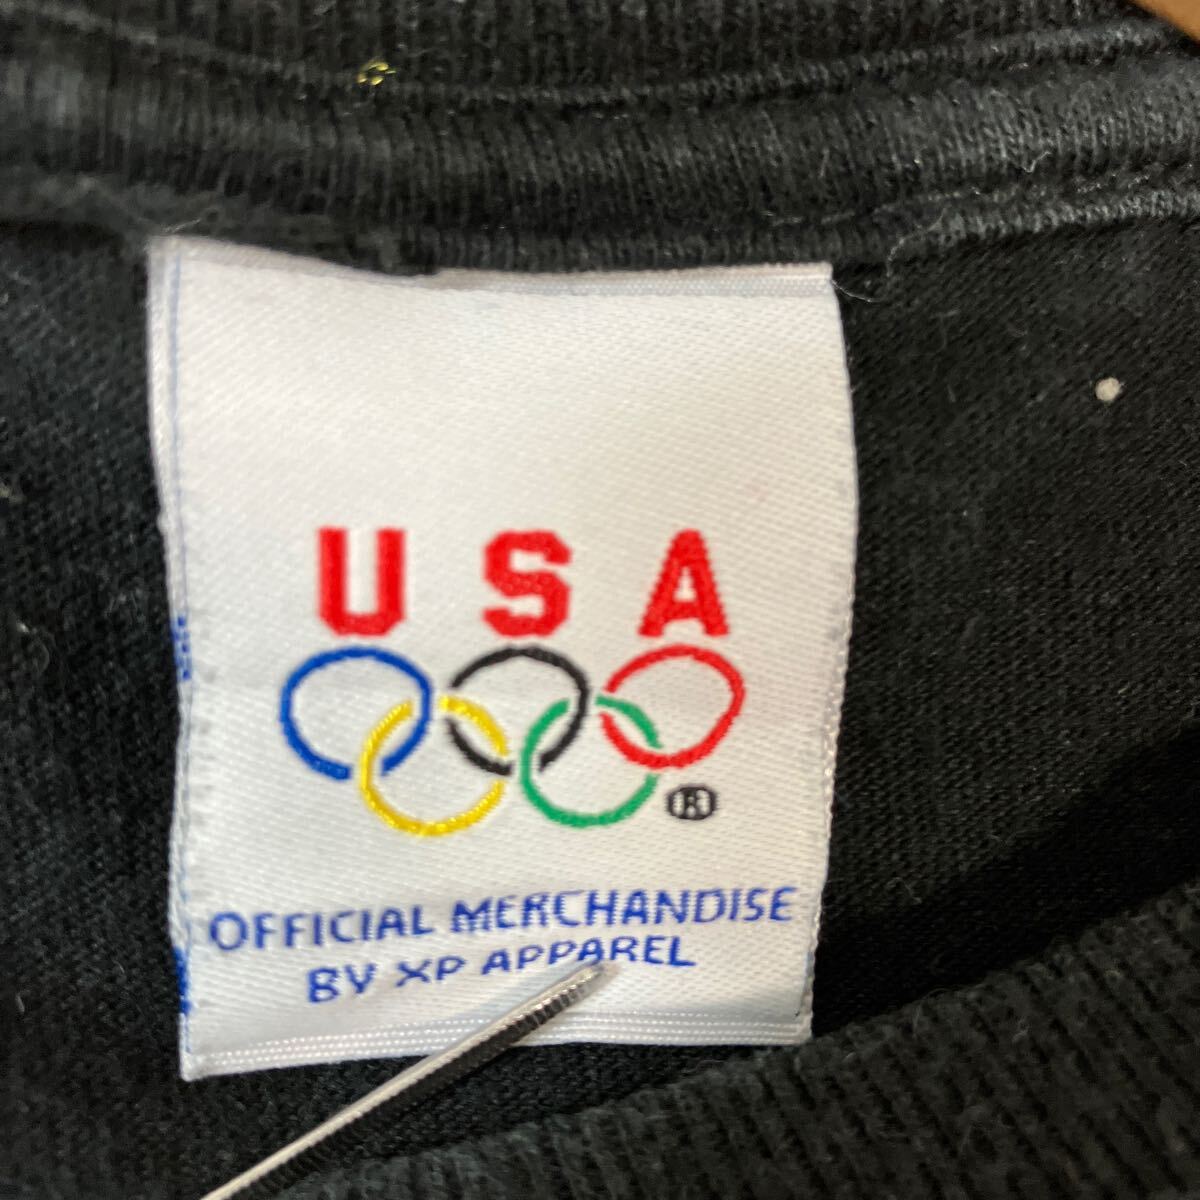 USA
®
OFFICIAL MERCHANDISE
BY XP APPAREL